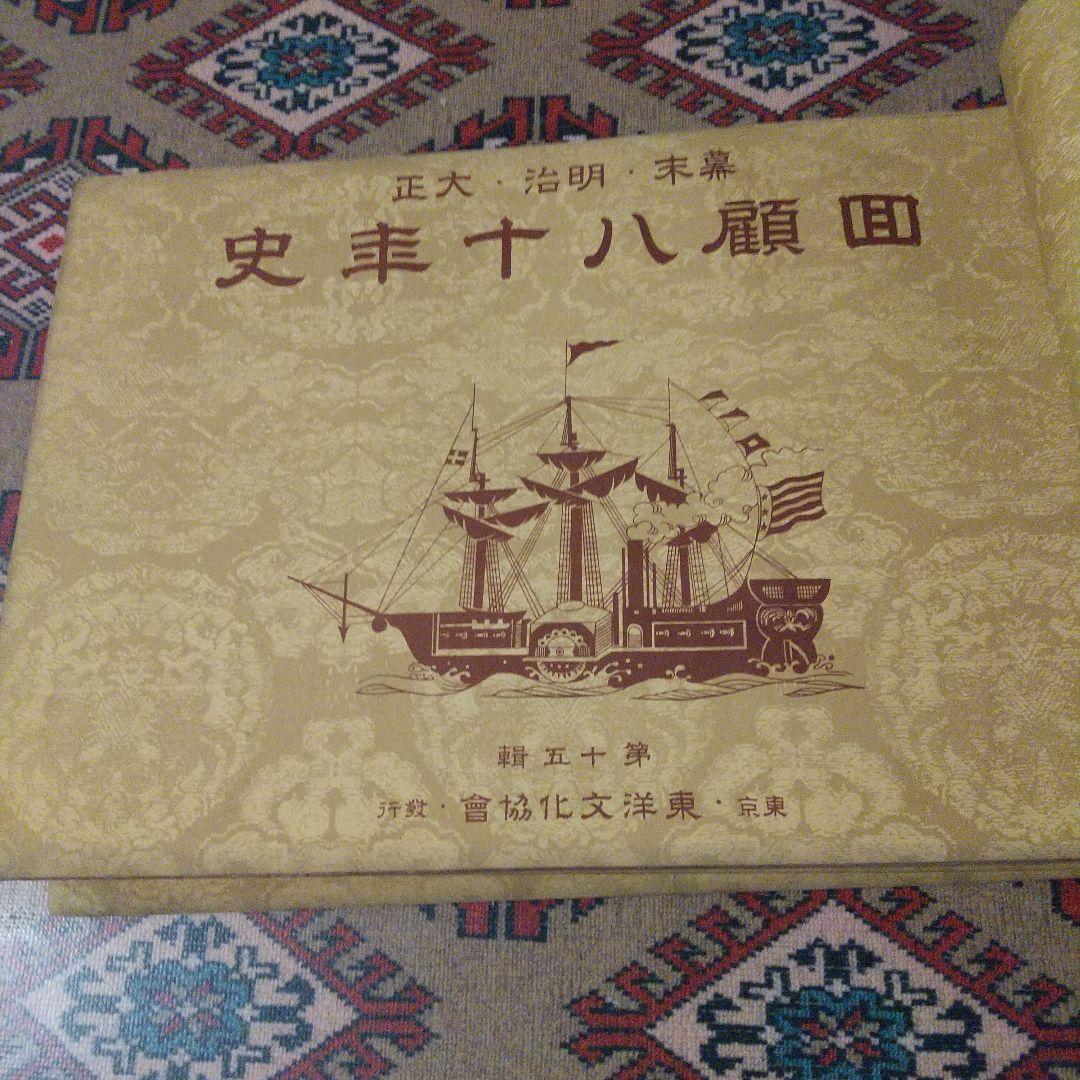 幕末・明治・大正
回顧八十年史
第十五輯
東京・東洋文化協會・發行